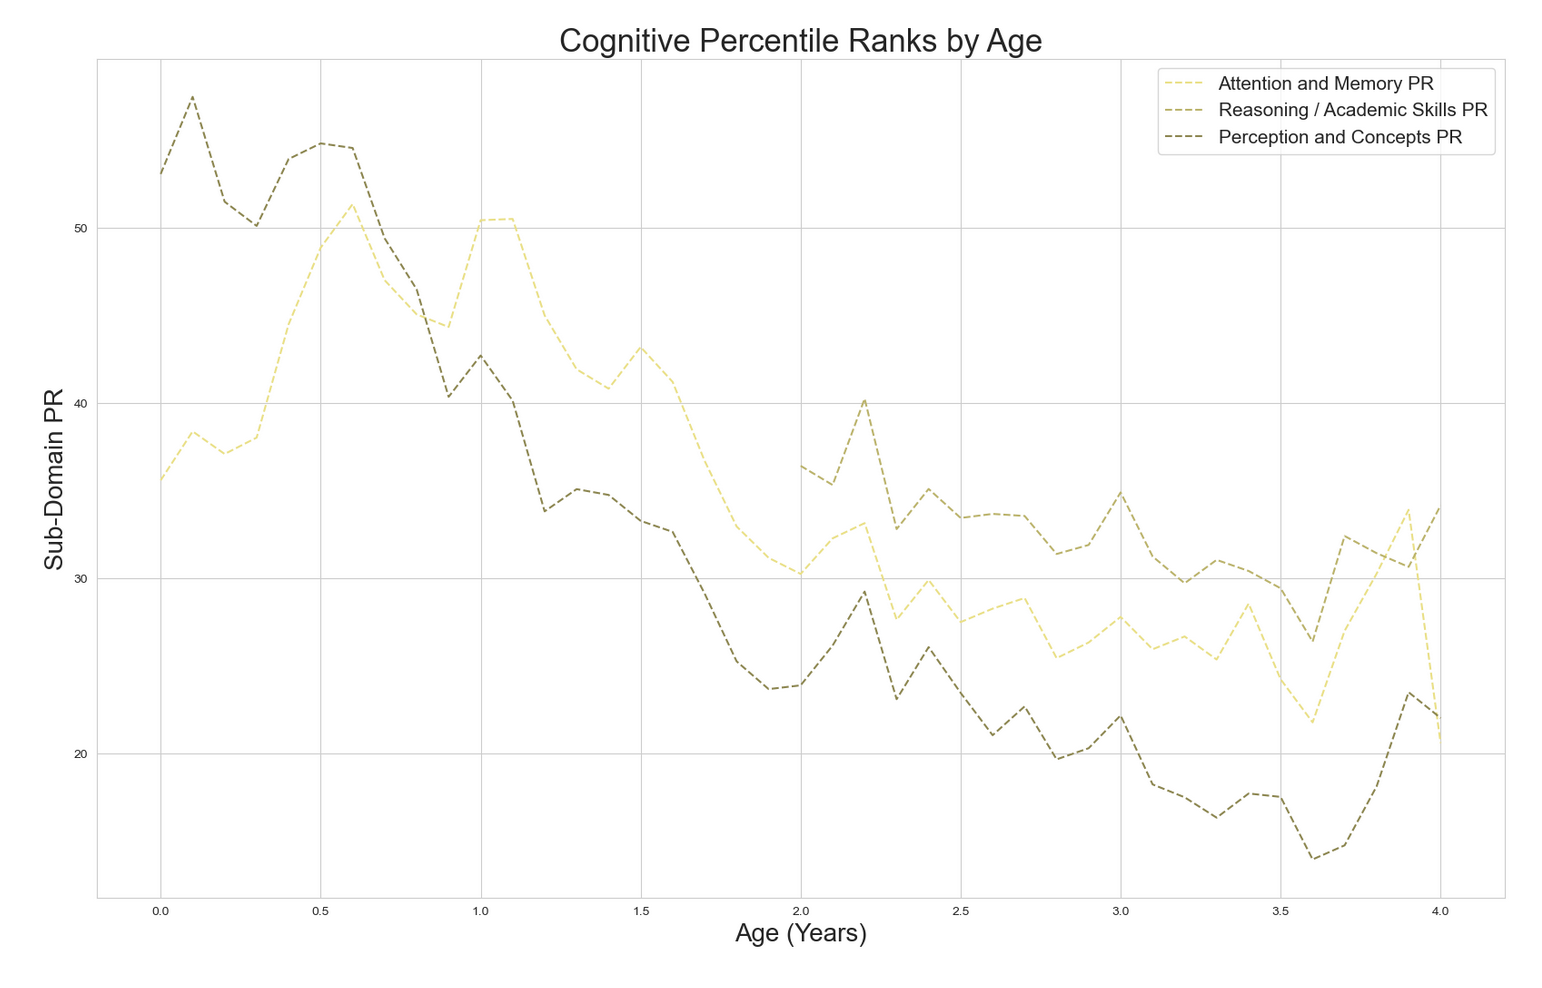 Cognitive Percentile Ranks by Age
Attention and Memory PR
Reasoning / Academic Skills PR
Perception and Concepts PR
Sub-Domain PR
50
40
30
20
0.0 0.5 1.0 1.5 2.0 2.5 3.0 3.5 4.0
Age (Years)